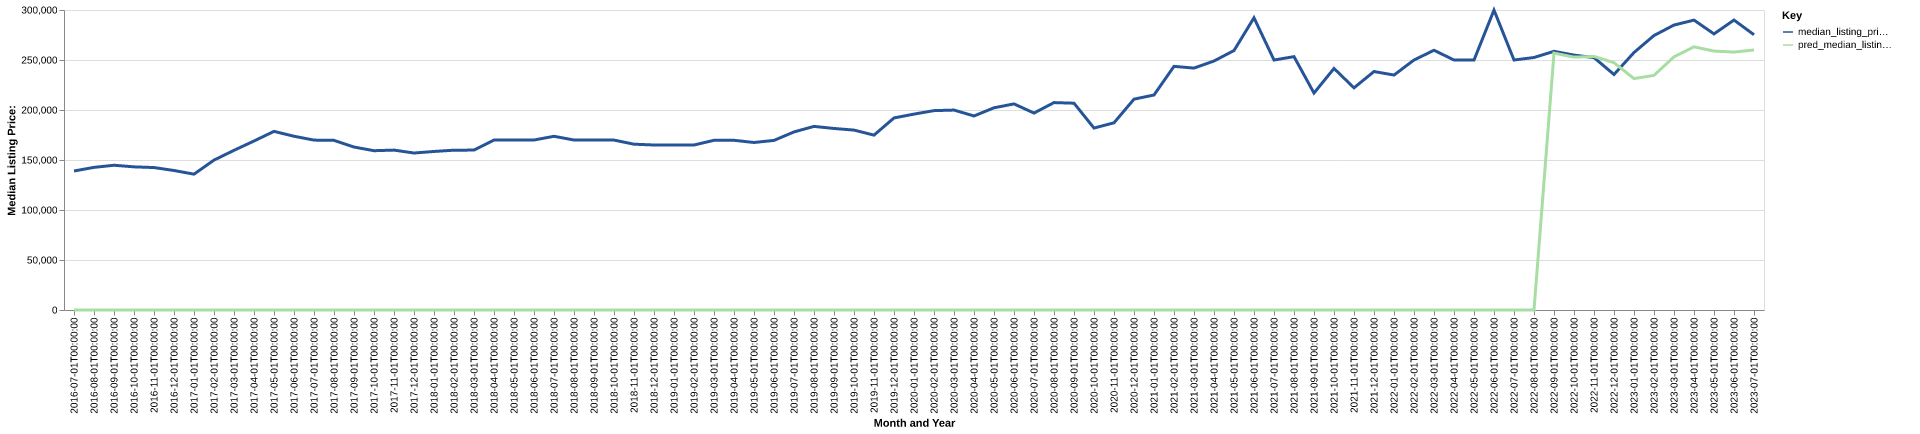 Median Listing Price:
300,000
250,000
200,000
150,000
100,000
50,000
0
2016-07-01T00:00:00
2016-08-01T00:00:00
2016-09-01T00:00:00
2016-10-01T00:00:00
2016-11-01T00:00:00
2016-12-01T00:00:00
2017-01-01T00:00:00
2017-02-01T00:00:00
2017-03-01T00:00:00
2017-04-01T00:00:00
2017-05-01T00:00:00
2017-06-01T00:00:00
2017-07-01T00:00:00
2017-08-01T00:00:00
2017-09-01T00:00:00
2017-10-01T00:00:00
2017-11-01T00:00:00
2017-12-01T00:00:00
2018-01-01T00:00:00
2018-02-01T00:00:00
2018-03-01T00:00:00
2018-04-01T00:00:00
2018-05-01T00:00:00
2018-06-01T00:00:00
2018-07-01T00:00:00
2018-08-01T00:00:00
2018-09-01T00:00:00
2018-10-01T00:00:00
2018-11-01T00:00:00
2018-12-01T00:00:00
2019-01-01T00:00:00
2019-02-01T00:00:00
2019-03-01T00:00:00
2019-04-01T00:00:00
2019-05-01T00:00:00
2019-06-01T00:00:00
2019-07-01T00:00:00
2019-08-01T00:00:00
2019-09-01T00:00:00
2019-10-01T00:00:00
2019-11-01T00:00:00
2019-12-01T00:00:00
2020-01-01T00:00:00
2020-02-01T00:00:00
2020-03-01T00:00:00
2020-04-01T00:00:00
2020-05-01T00:00:00
2020-06-01T00:00:00
2020-07-01T00:00:00
2020-08-01T00:00:00
2020-09-01T00:00:00
2020-10-01T00:00:00
2020-11-01T00:00:00
2020-12-01T00:00:00
2021-01-01T00:00:00
2021-02-01T00:00:00
2021-03-01T00:00:00
2021-04-01T00:00:00
2021-05-01T00:00:00
2021-06-01T00:00:00
2021-07-01T00:00:00
2021-08-01T00:00:00
2021-09-01T00:00:00
2021-10-01T00:00:00
2021-11-01T00:00:00
2021-12-01T00:00:00
2022-01-01T00:00:00
2022-02-01T00:00:00
2022-03-01T00:00:00
2022-04-01T00:00:00
2022-05-01T00:00:00
2022-06-01T00:00:00
2022-07-01T00:00:00
2022-08-01T00:00:00
2022-09-01T00:00:00
2022-10-01T00:00:00
2022-11-01T00:00:00
2022-12-01T00:00:00
2023-01-01T00:00:00
2023-02-01T00:00:00
2023-03-01T00:00:00
2023-04-01T00:00:00
2023-05-01T00:00:00
2023-06-01T00:00:00
2023-07-01T00:00:00
Month and Year
Key
median_listing_pri…
pred_median_listin…